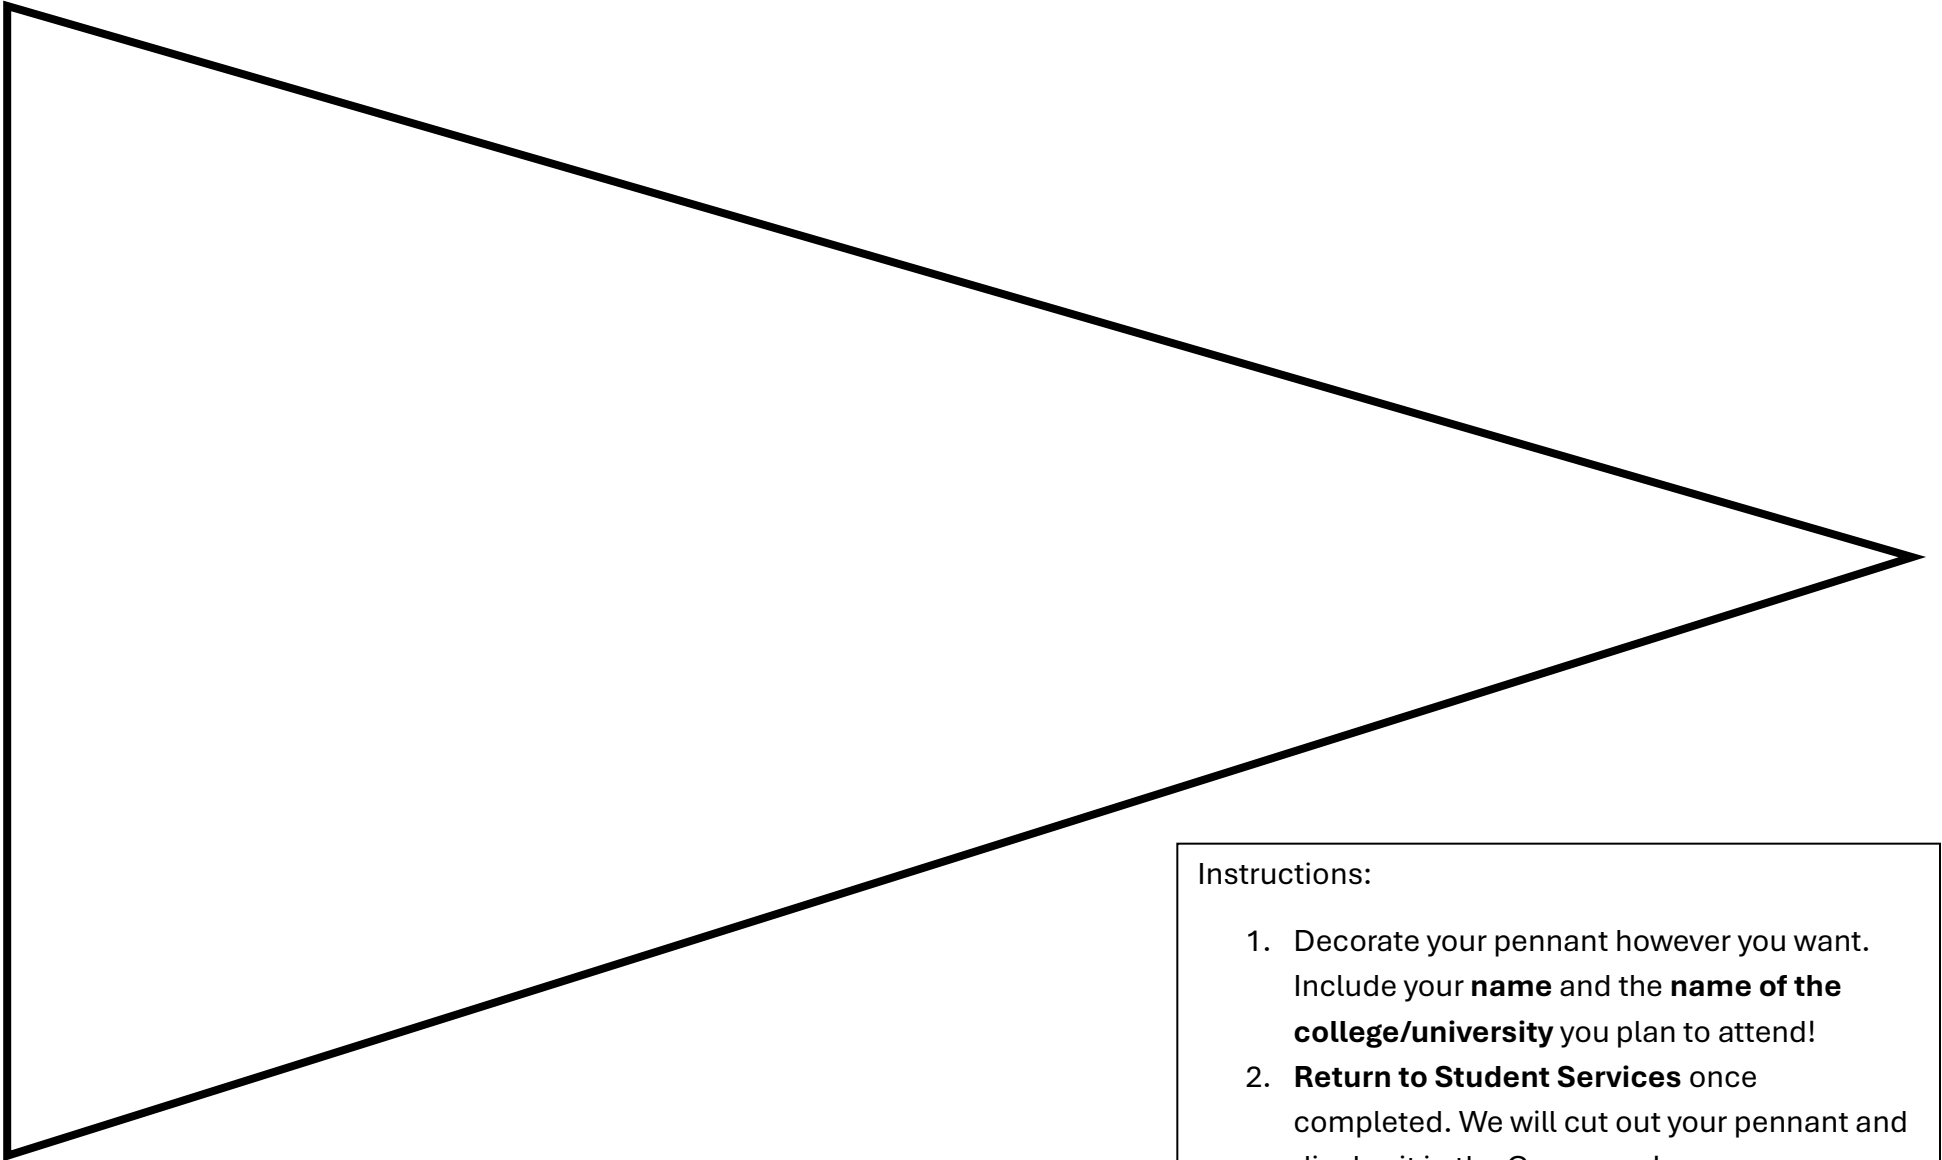 Instructions:
1. Decorate your pennant however you want.
Include your name and the name of the
college/university you plan to attend!
2. Return to Student Services once
completed. We will cut out your pennant and